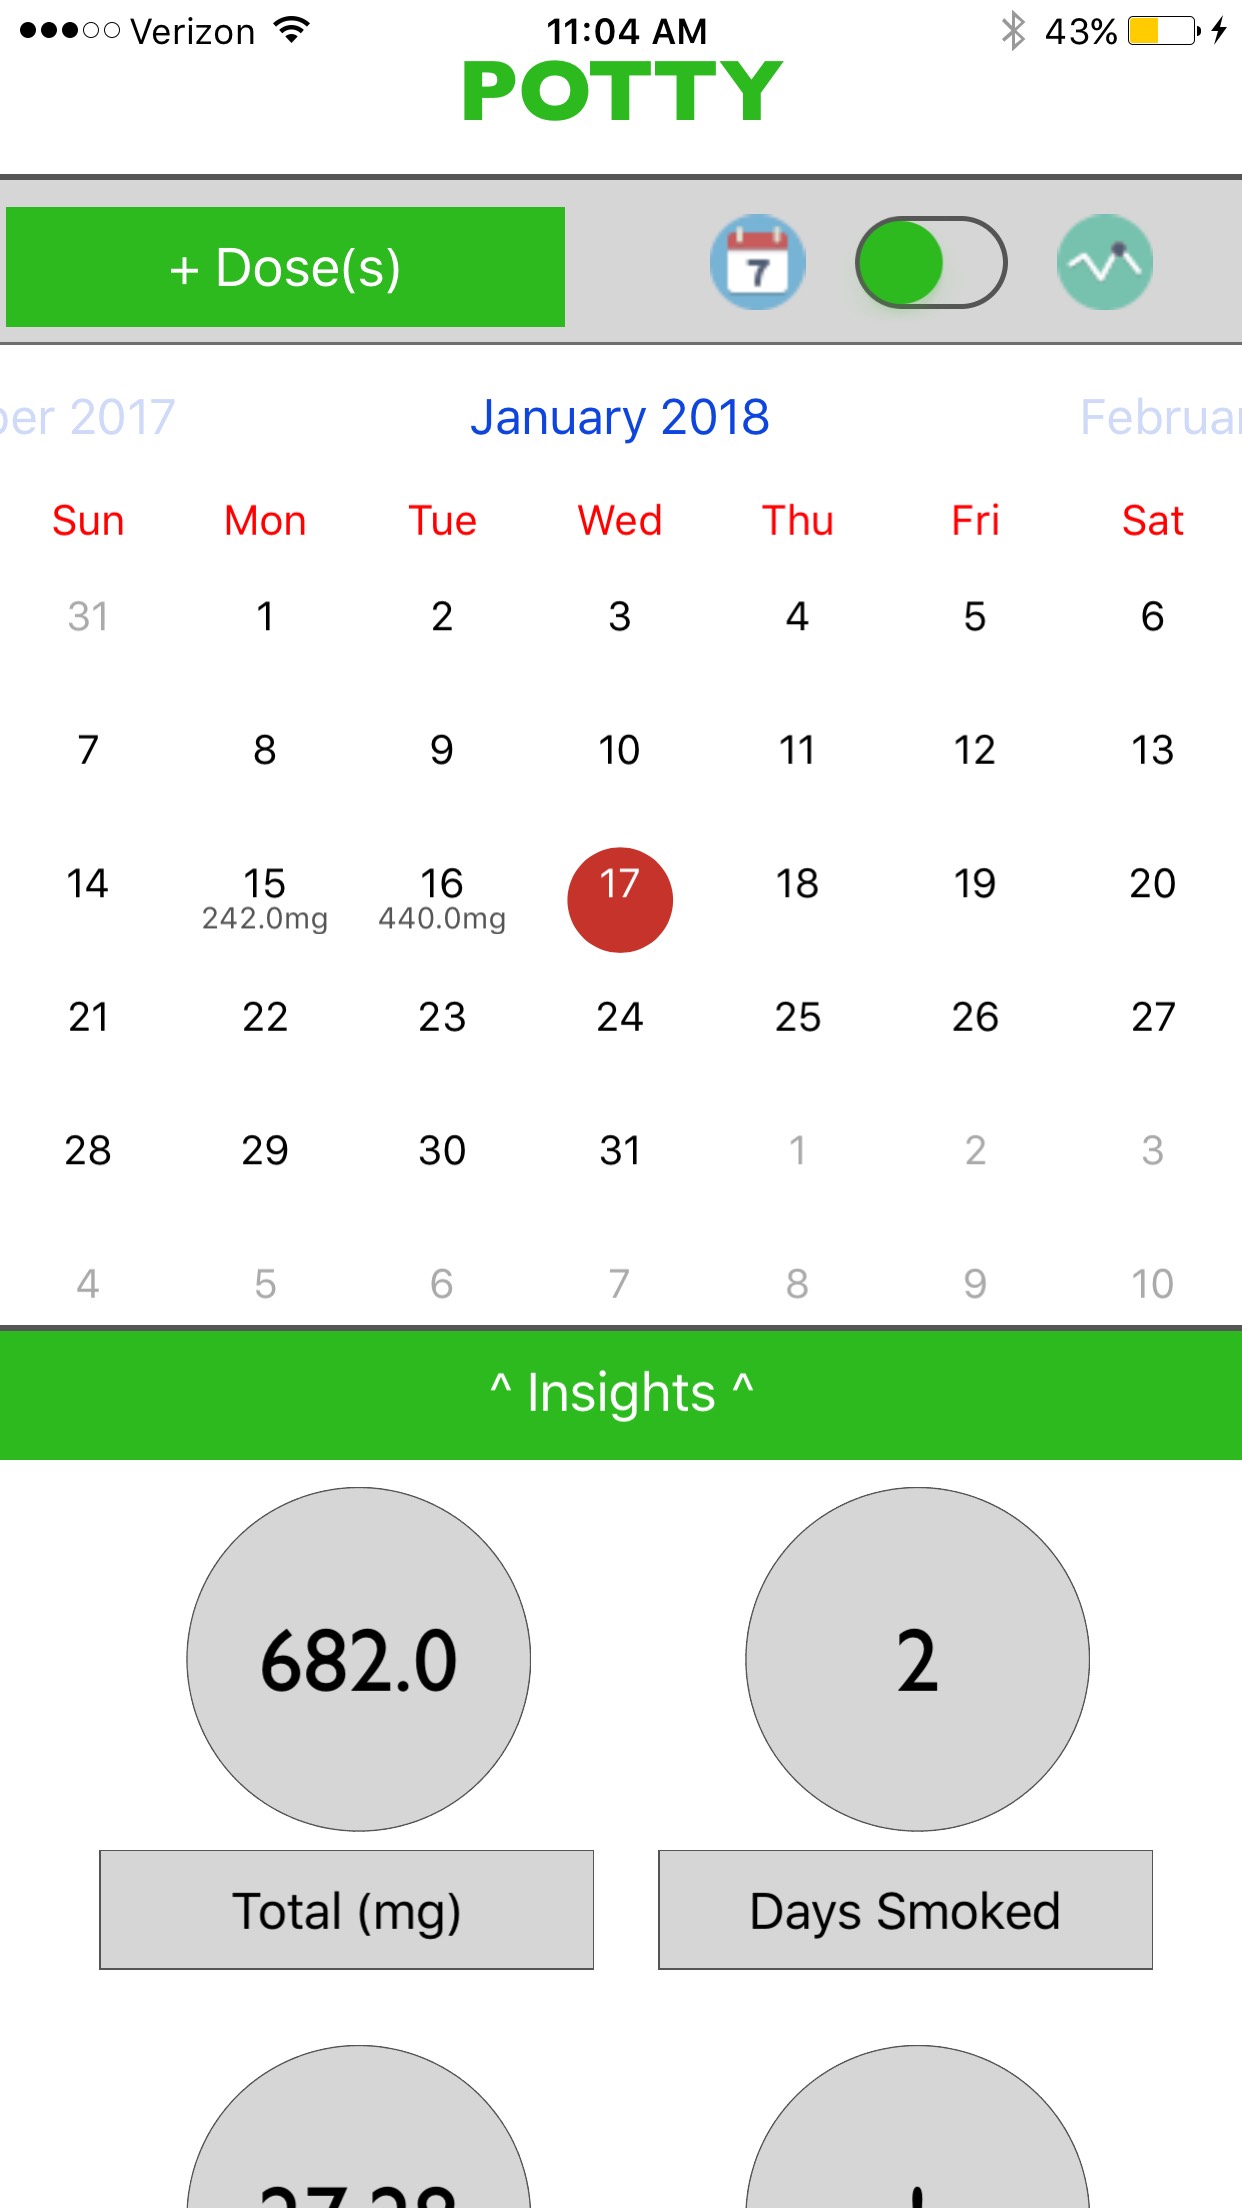 Verizon 11:04 AM 43%
POTTY
+ Dose(s) 7
ber 2017 January 2018 Februar
Sun Mon Tue Wed Thu Fri Sat
31 1 2 3 4 5 6
7 8 9 10 11 12 13
14 15 16 17 18 19 20
242.0mg 440.0mg
21 22 23 24 25 26 27
28 29 30 31 1 2 3
4 5 6 7 8 9 10
^ Insights ^
682.0 2
Total (mg) Days Smoked